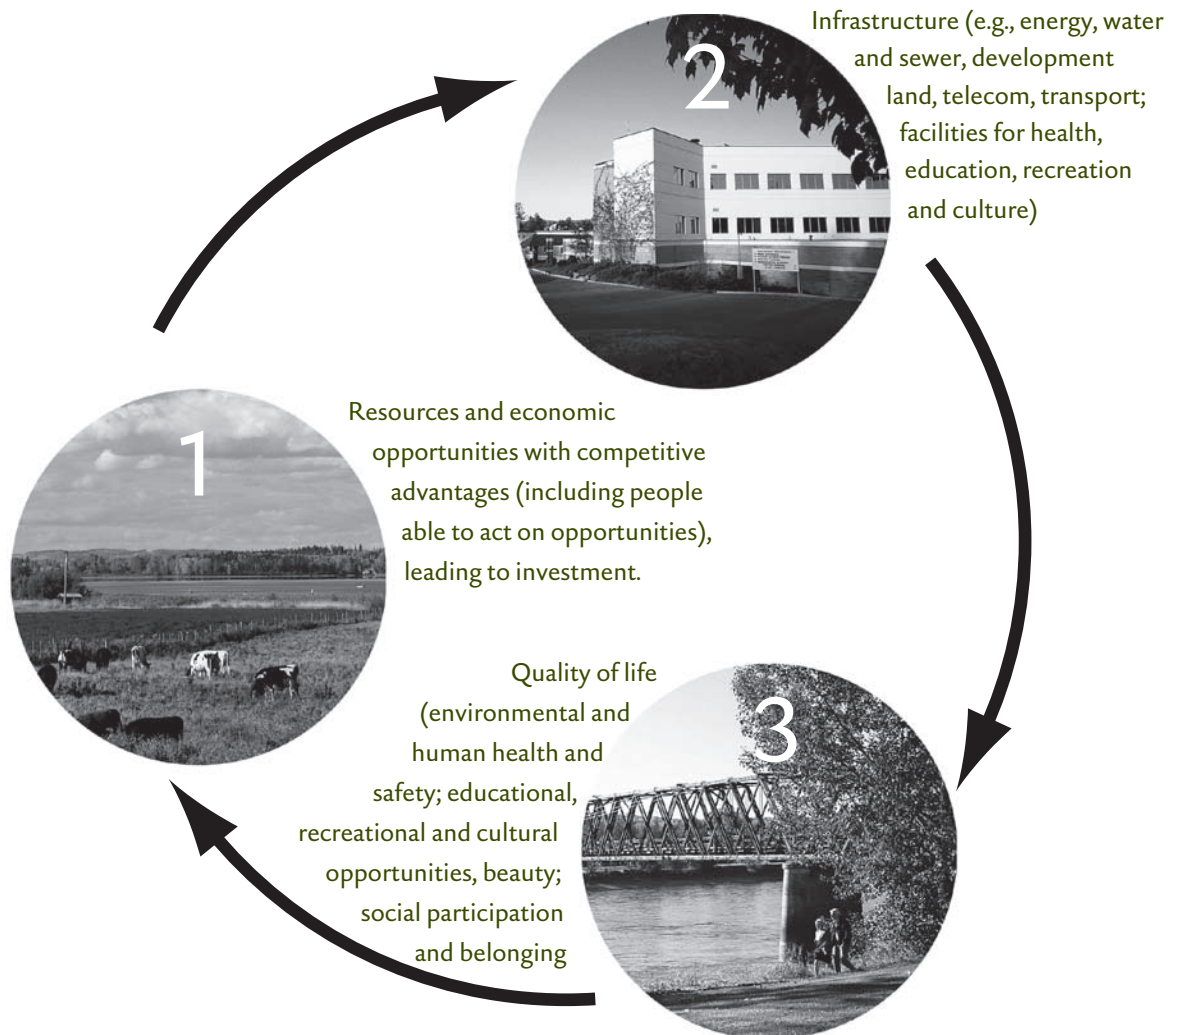 1
Resources and economic
opportunities with competitive
advantages (including people
able to act on opportunities),
leading to investment.
2
Infrastructure (e.g., energy, water
and sewer, development
land, telecom, transport;
facilities for health,
education, recreation
and culture)
3
Quality of life
(environmental and
human health and
safety; educational,
recreational and cultural
opportunities, beauty;
social participation
and belonging